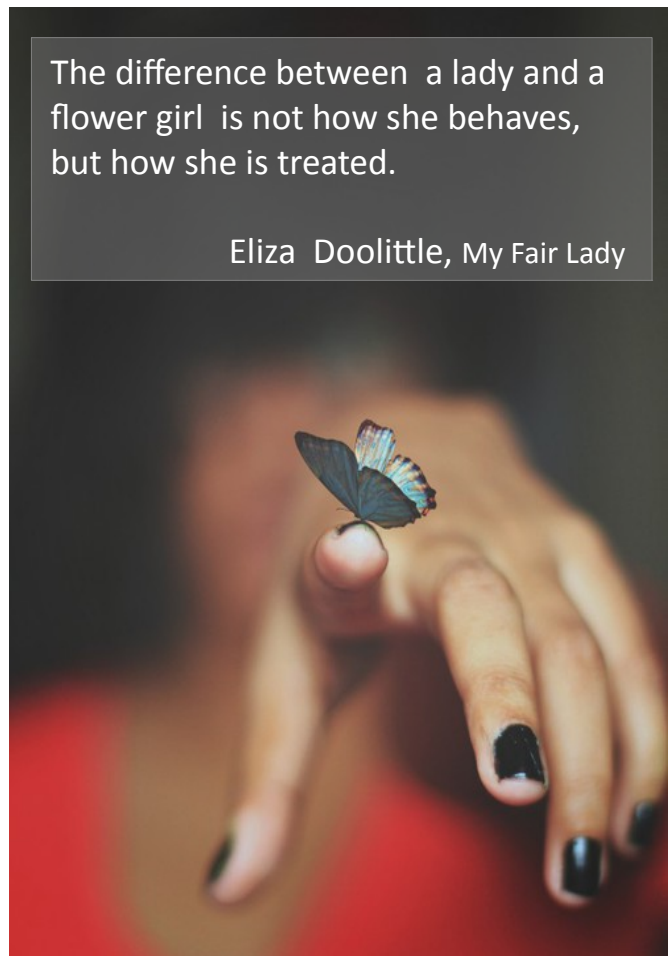 The difference between  a lady and a
flower girl  is not how she behaves,
but how she is treated.
Eliza  Doolittle, My Fair Lady